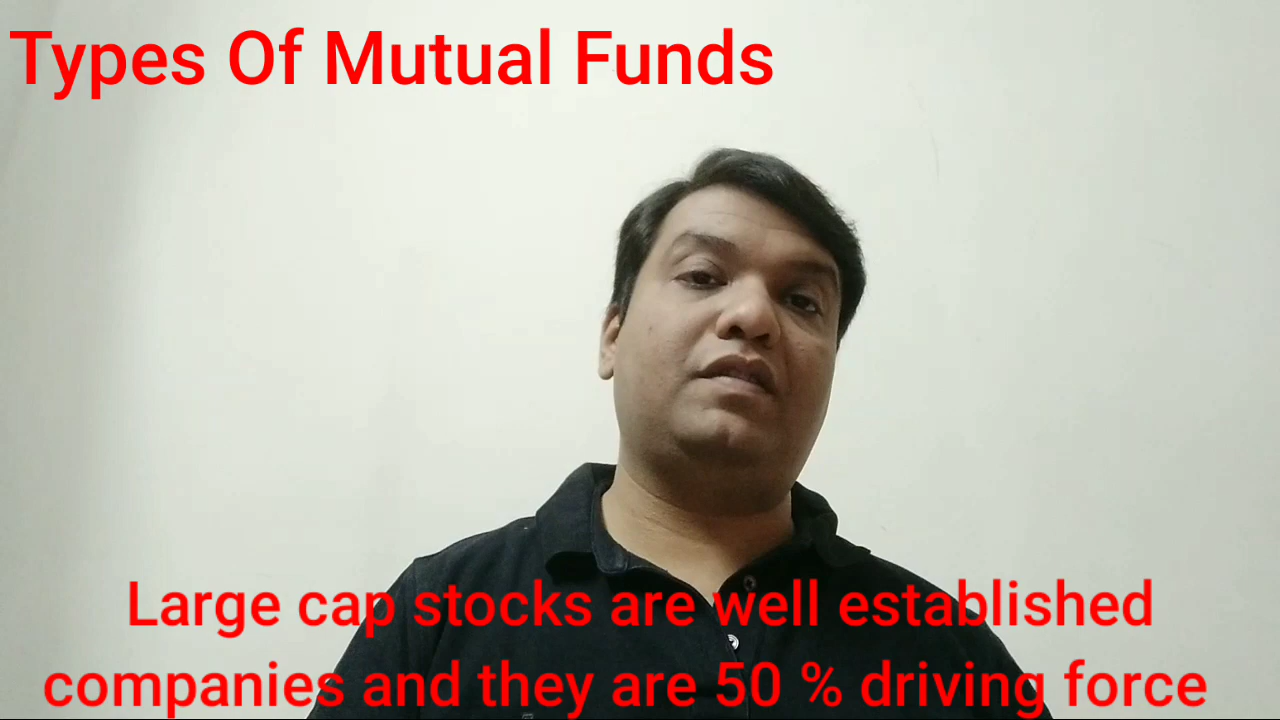 Types Of Mutual Funds
Large cap stocks are well established
companies and they are 50 % driving force